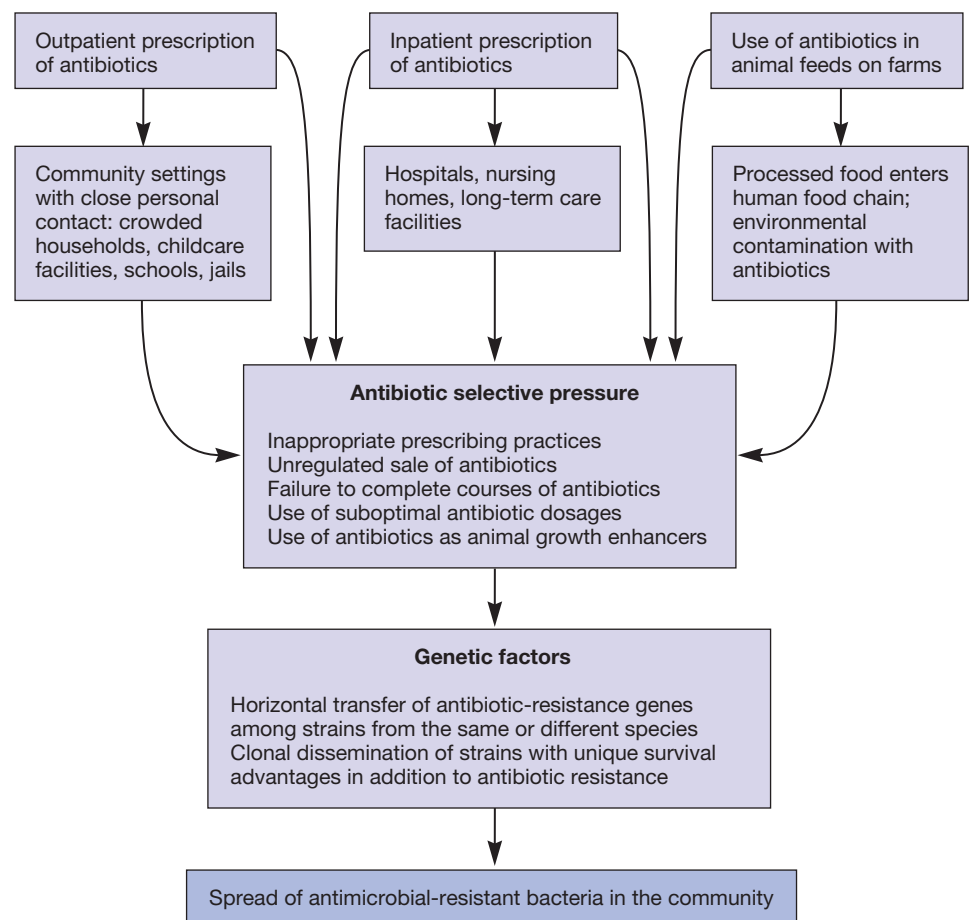 Outpatient prescription
of antibiotics
Inpatient prescription
of antibiotics
Use of antibiotics in
animal feeds on farms
Community settings
with close personal
contact: crowded
households, childcare
facilities, schools, jails
Hospitals, nursing
homes, long-term care
facilities
Processed food enters
human food chain;
environmental
contamination with
antibiotics
Antibiotic selective pressure
Inappropriate prescribing practices
Unregulated sale of antibiotics
Failure to complete courses of antibiotics
Use of suboptimal antibiotic dosages
Use of antibiotics as animal growth enhancers
Genetic factors
Horizontal transfer of antibiotic-resistance genes
among strains from the same or different species
Clonal dissemination of strains with unique survival
advantages in addition to antibiotic resistance
Spread of antimicrobial-resistant bacteria in the community